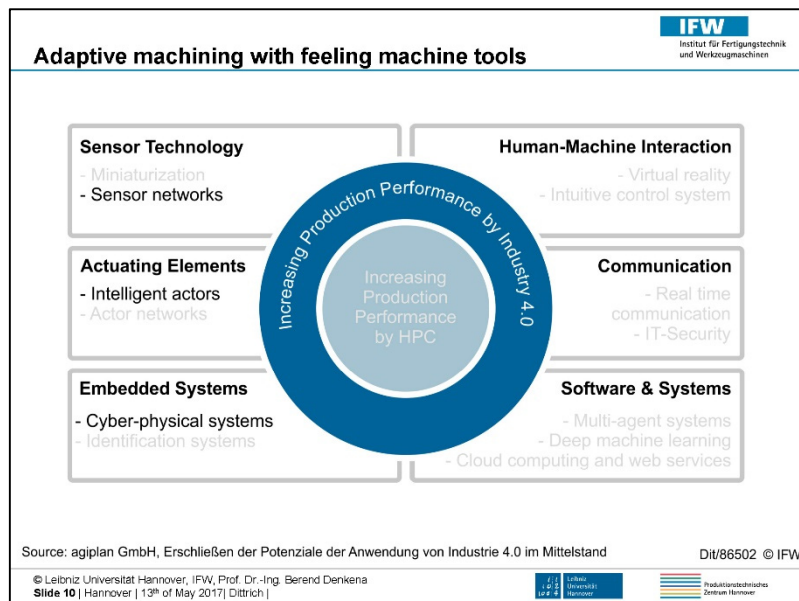 IFW
Institut für Fertigungstechnik
und Werkzeugmaschinen
Adaptive machining with feeling machine tools
Sensor Technology
- Miniaturization
- Sensor networks
Human-Machine Interaction
- Virtual reality
- Intuitive control system
Actuating Elements
- Intelligent actors
- Actor networks
Increasing Production Performance by Industry 4.0
Increasing
Production
Performance
by HPC
Communication
- Real time
communication
- IT-Security
Embedded Systems
- Cyber-physical systems
- Identification systems
Software & Systems
- Multi-agent systems
- Deep machine learning
- Cloud computing and web services
Source: agiplan GmbH, Erschließen der Potenziale der Anwendung von Industrie 4.0 im Mittelstand
Dit/86502 © IFW
© Leibniz Universität Hannover, IFW, Prof. Dr.-Ing. Berend Denkena
Slide 10 | Hannover | 13th of May 2017| Dittrich |
Leibniz
Universität
Hannover
Produktionstechnisches
Zentrum Hannover